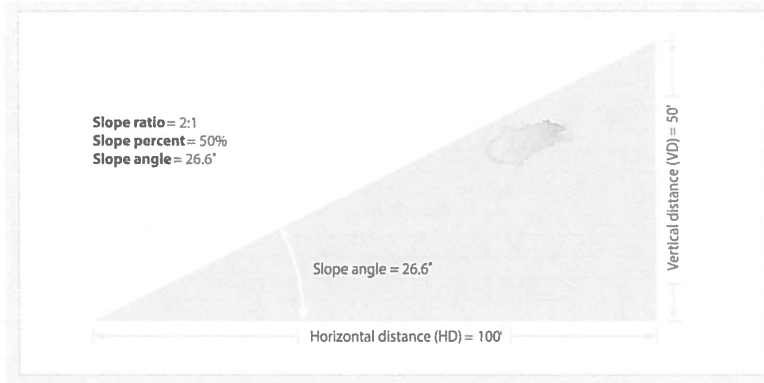 Slope ratio = 2:1
Slope percent = 50%
Slope angle = 26.6°
Slope angle = 26.6°
Vertical distance (VD) = 50'
Horizontal distance (HD) = 100'